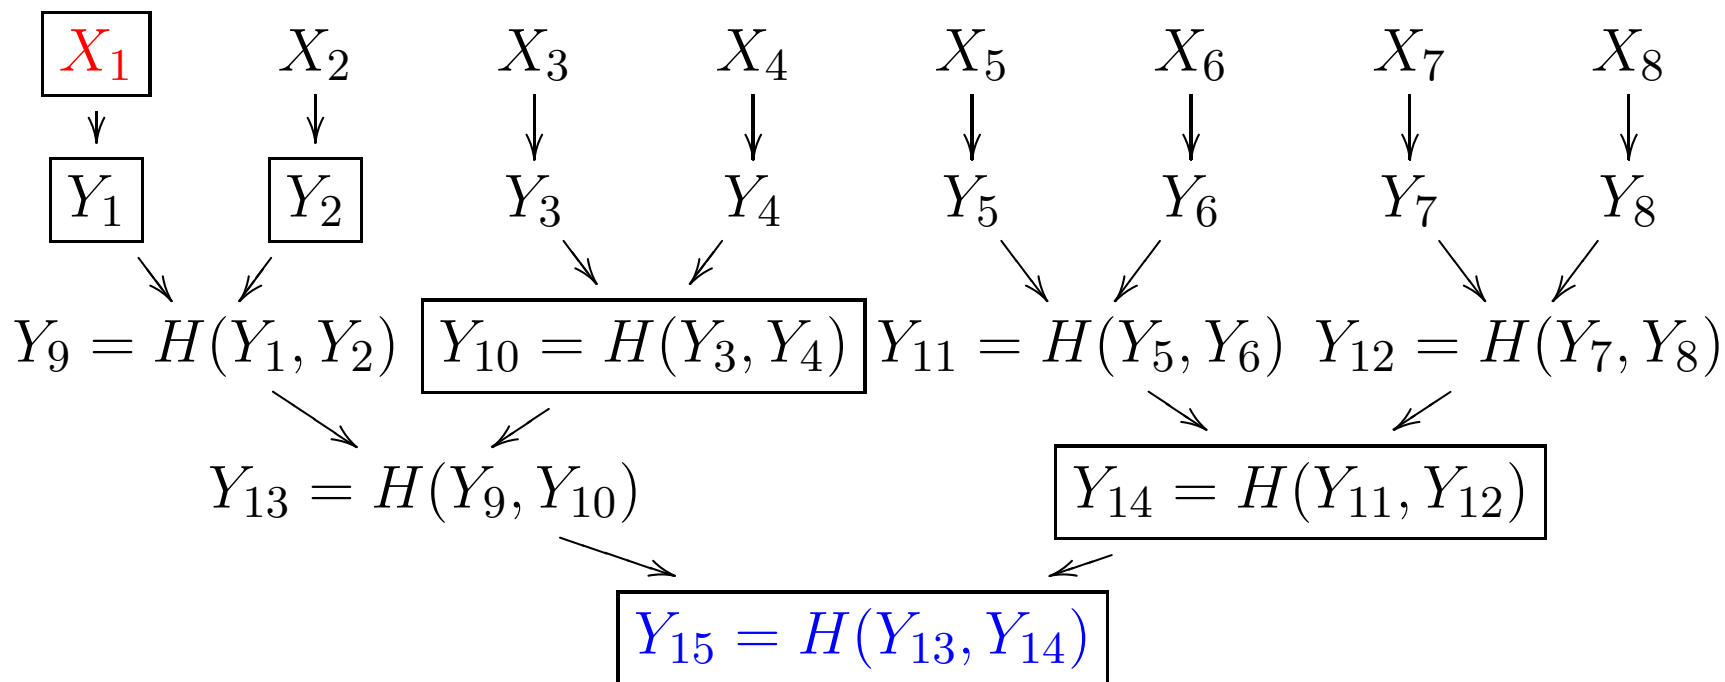 X₁ X₂ X₃ X₄ X₅ X₆ X₇ X₈
Y₁ Y₂ Y₃ Y₄ Y₅ Y₆ Y₇ Y₈
Y₉ = H(Y₁, Y₂) Y₁₀ = H(Y₃, Y₄) Y₁₁ = H(Y₅, Y₆) Y₁₂ = H(Y₇, Y₈)
Y₁₃ = H(Y₉, Y₁₀) Y₁₄ = H(Y₁₁, Y₁₂)
Y₁₅ = H(Y₁₃, Y₁₄)